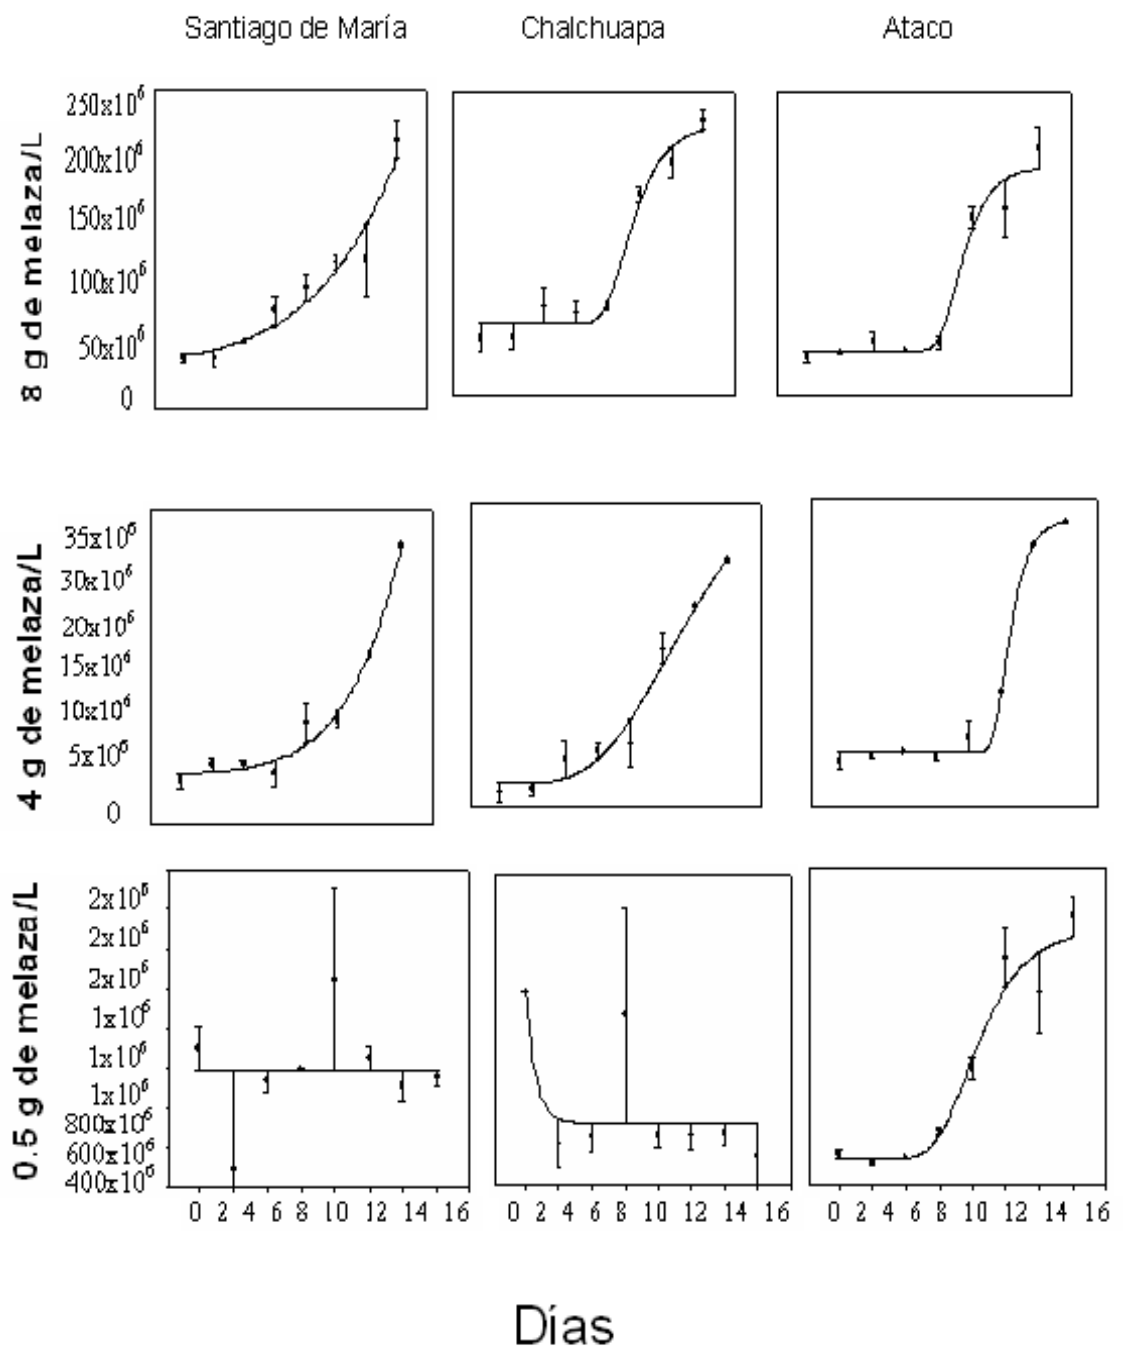 Santiago de María Chalchuapa Ataco
8 g de melaza/L
250x10⁶
200x10⁶
150x10⁶
100x10⁶
50x10⁶
0
4 g de melaza/L
35x10⁶
30x10⁶
20x10⁶
15x10⁶
10x10⁶
5x10⁶
0
0.5 g de melaza/L
2x10⁶
2x10⁶
2x10⁶
1x10⁶
1x10⁶
1x10⁶
800x10⁶
600x10⁶
400x10⁶
0 2 4 6 8 10 12 14 16 0 2 4 6 8 10 12 14 16 0 2 4 6 8 10 12 14 16
Días